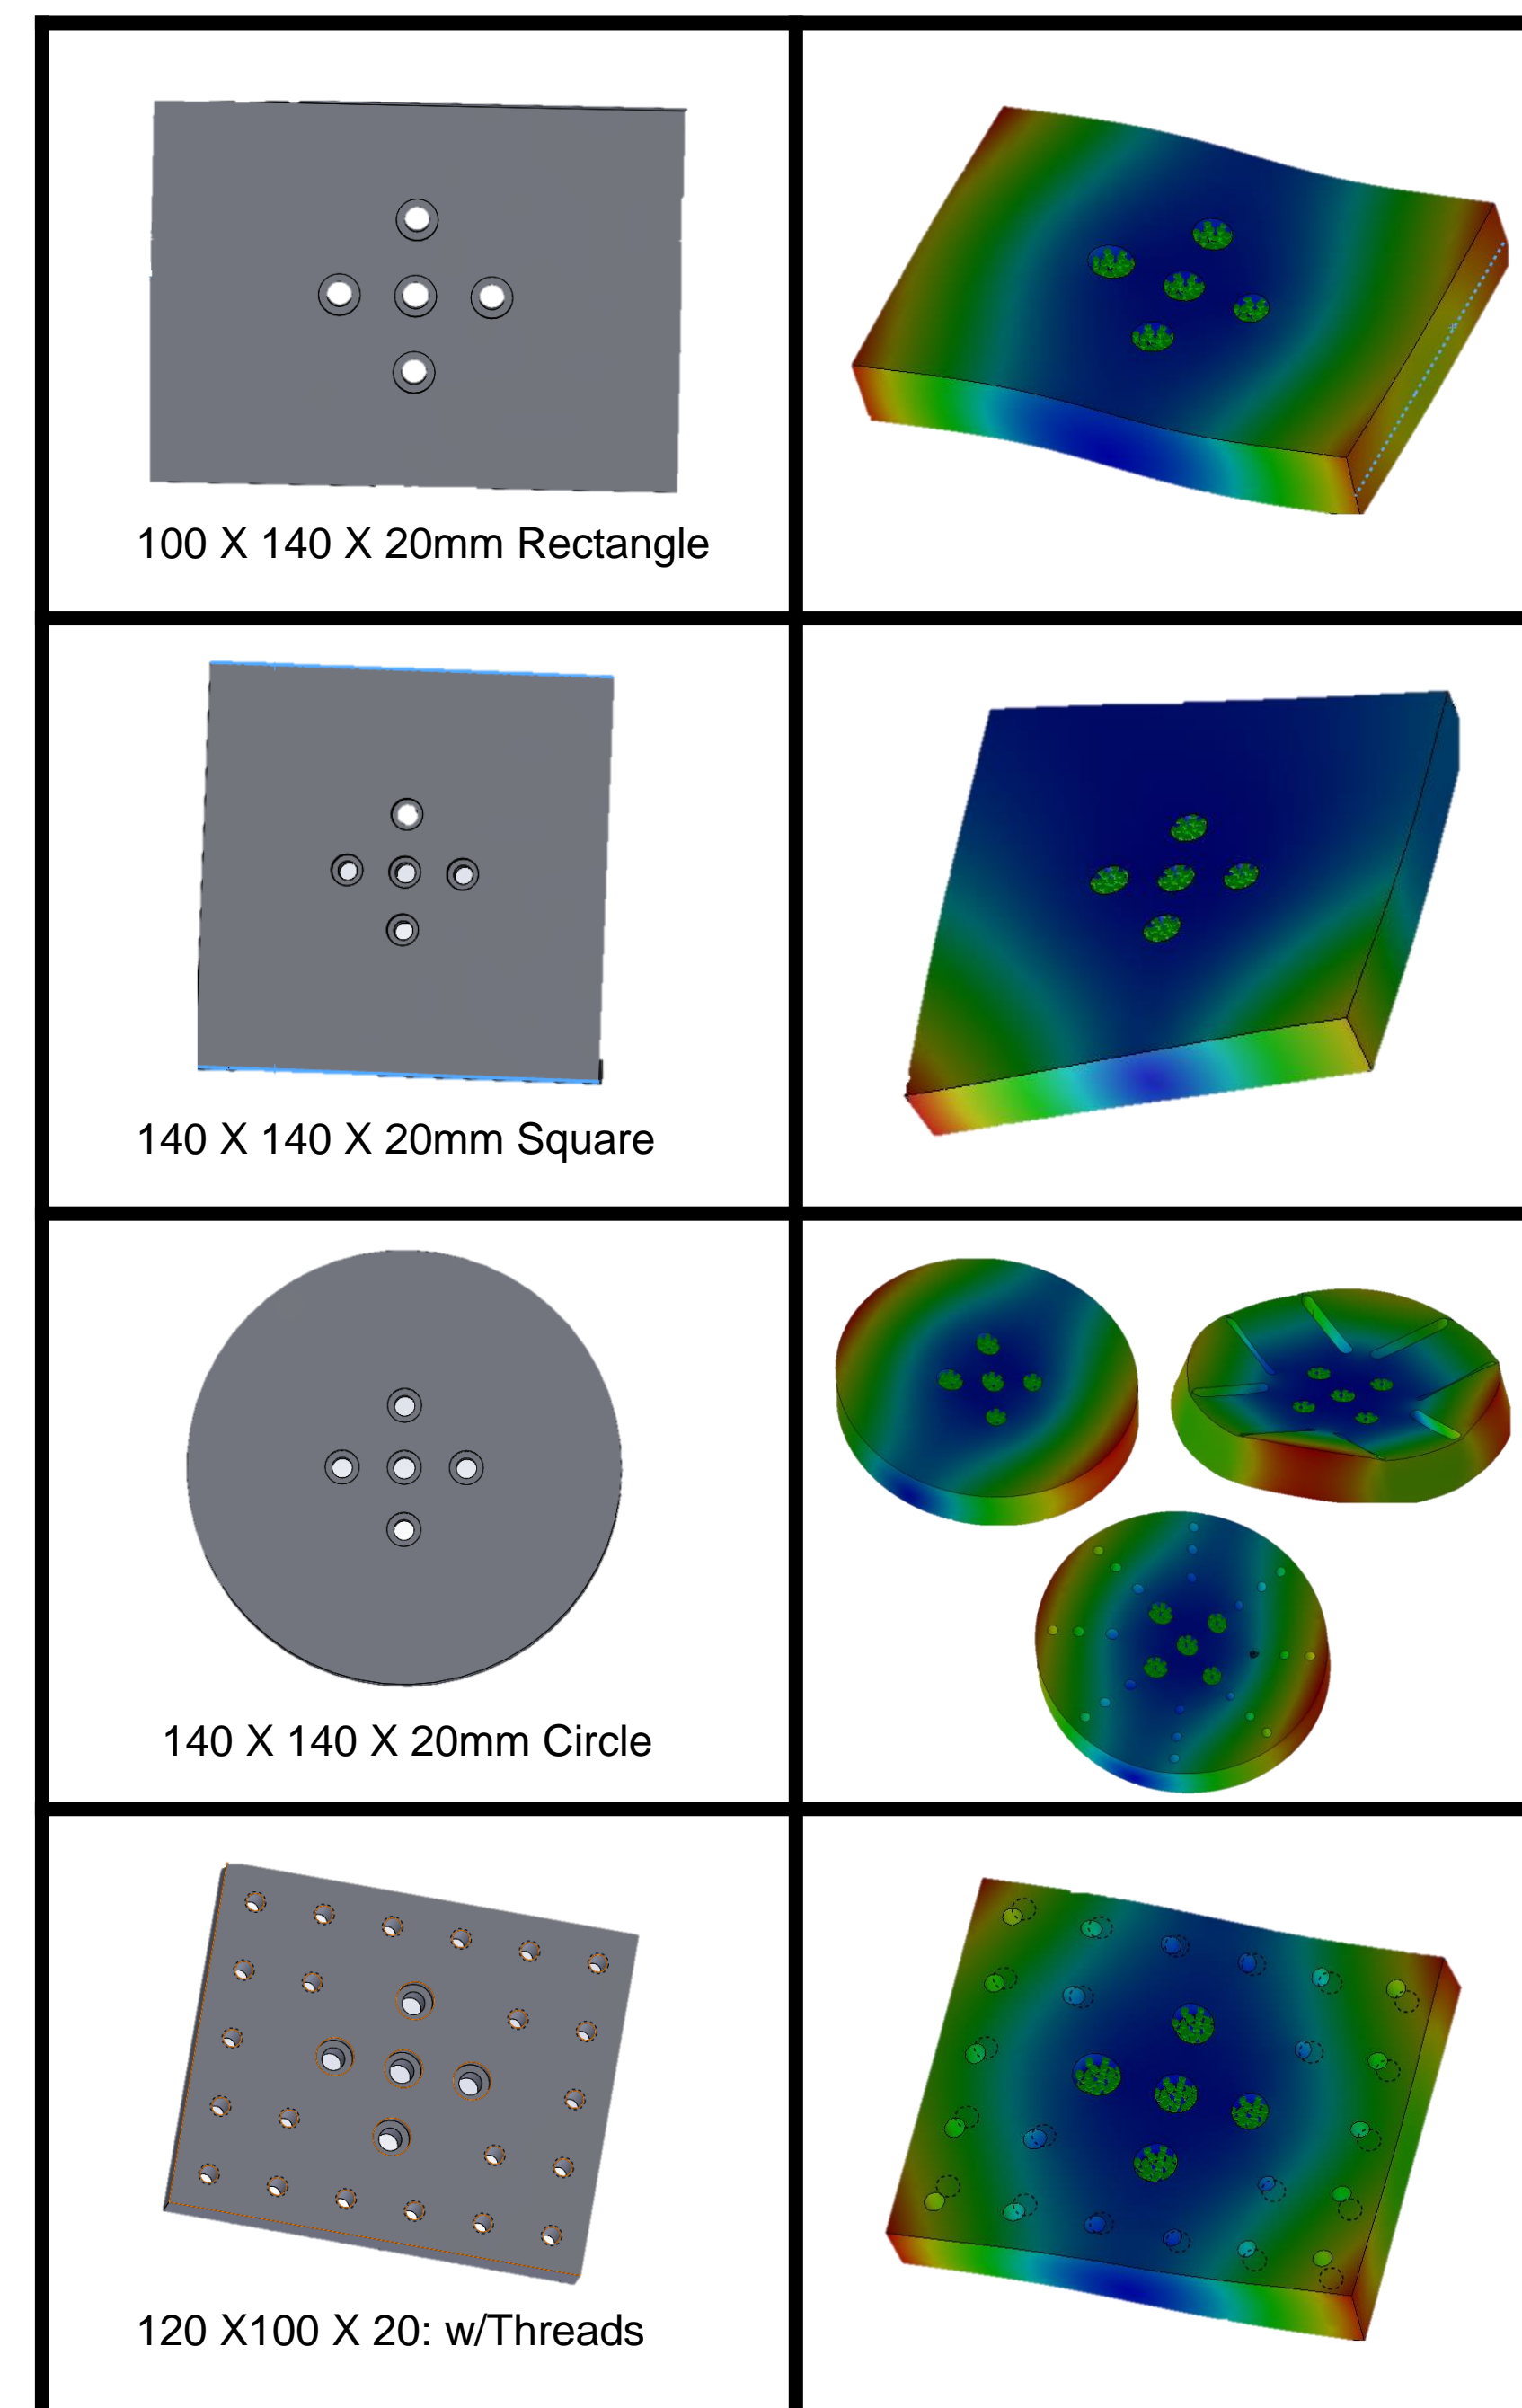 100 X 140 X 20mm Rectangle
140 X 140 X 20mm Square
140 X 140 X 20mm Circle
120 X100 X 20: w/Threads